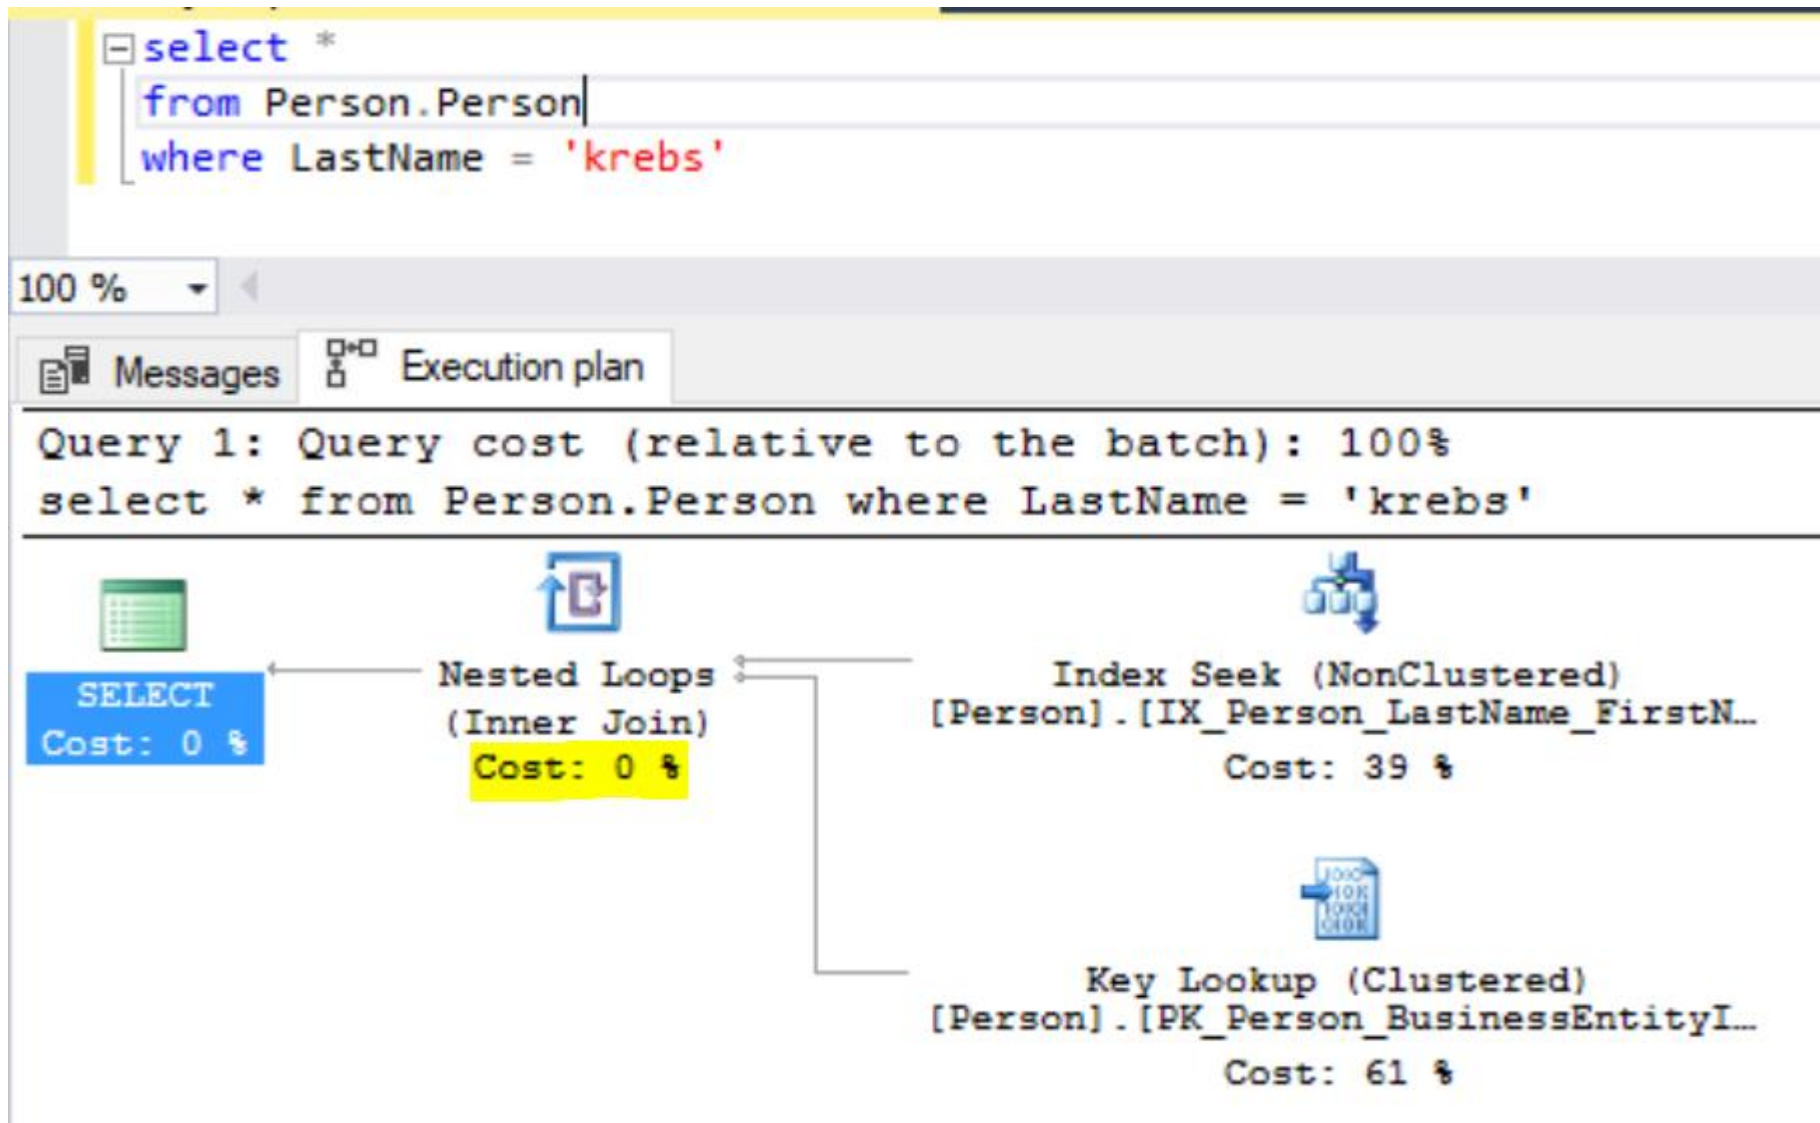 select *
from Person.Person
where LastName = 'krebs'
100 %
Messages
Execution plan
Query 1: Query cost (relative to the batch): 100%
select * from Person.Person where LastName = 'krebs'
SELECT
Cost: 0 %
Nested Loops
(Inner Join)
Cost: 0 %
Index Seek (NonClustered)
[Person].[IX_Person_LastName_FirstN…
Cost: 39 %
Key Lookup (Clustered)
[Person].[PK_Person_BusinessEntityI…
Cost: 61 %